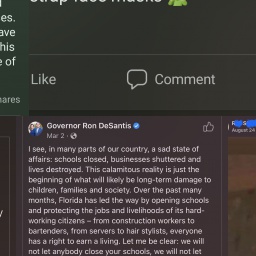 strap face masks
es.
ave
his
e of
Like
Comment
hares
Governor Ron DeSantis
Mar 2 ·
August 24
I see, in many parts of our country, a sad state of
affairs: schools closed, businesses shuttered and
lives destroyed. This calamitous reality is just the
beginning of what will likely be long-term damage to
children, families and society. Over the past many
months, Florida has led the way by opening schools
and protecting the jobs and livelihoods of its hard-
working citizens – from construction workers to
bartenders, from servers to hair stylists, everyone
has a right to earn a living. Let me be clear: we will
not let anybody close your schools, we will not let
y